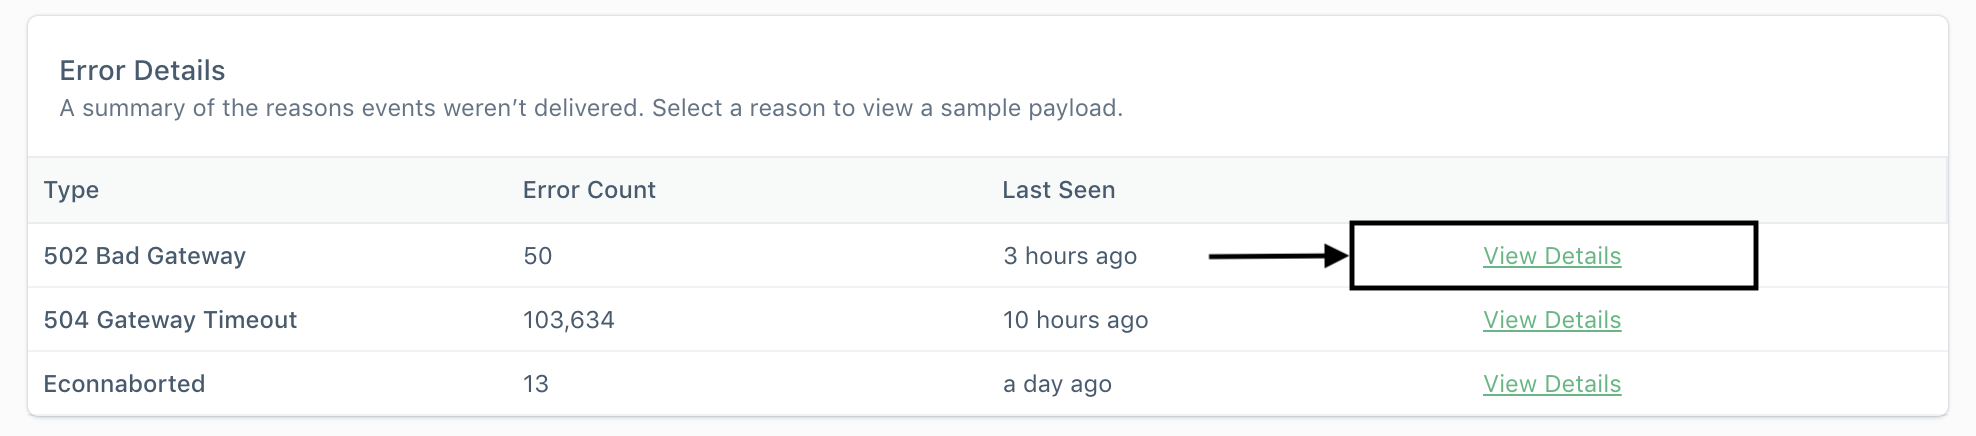 Error Details
A summary of the reasons events weren’t delivered. Select a reason to view a sample payload.
Type Error Count Last Seen
502 Bad Gateway 50 3 hours ago View Details
504 Gateway Timeout 103,634 10 hours ago View Details
Econnaborted 13 a day ago View Details